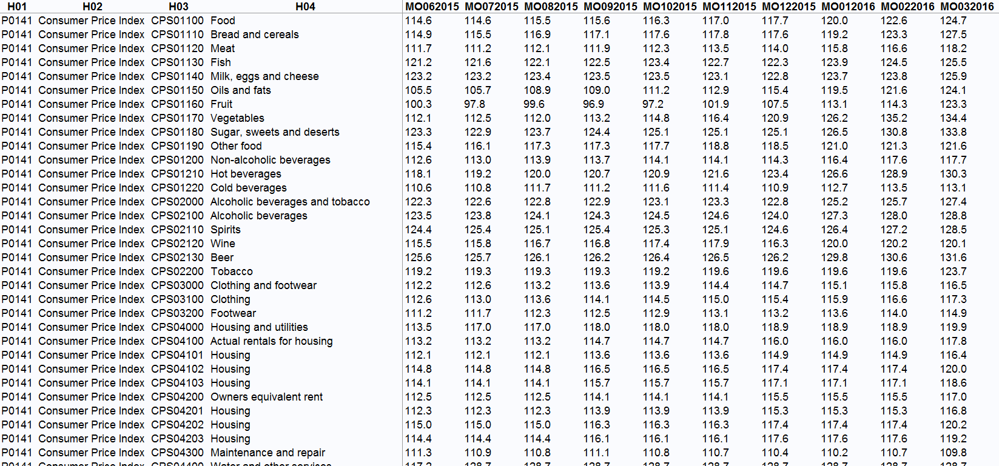 H01 H02 H03 H04 MO062015 MO072015 MO082015 MO092015 MO102015 MO112015 MO122015 MO012016 MO022016 MO032016
P0141 Consumer Price Index CPS01100 Food 114.6 114.6 115.5 115.6 116.3 117.0 117.7 120.0 122.6 124.7
P0141 Consumer Price Index CPS01110 Bread and cereals 114.9 115.5 116.9 117.1 117.6 117.8 117.6 119.2 123.3 127.5
P0141 Consumer Price Index CPS01120 Meat 111.7 111.2 112.1 111.9 112.3 113.5 114.0 115.8 116.6 118.2
P0141 Consumer Price Index CPS01130 Fish 121.2 121.6 122.1 122.5 123.4 122.7 122.3 123.9 124.5 125.5
P0141 Consumer Price Index CPS01140 Milk, eggs and cheese 123.2 123.2 123.4 123.5 123.5 123.1 122.8 123.7 123.8 125.9
P0141 Consumer Price Index CPS01150 Oils and fats 105.5 105.7 108.9 109.0 111.2 112.9 115.4 119.5 121.6 124.1
P0141 Consumer Price Index CPS01160 Fruit 100.3 97.8 99.6 96.9 97.2 101.9 107.5 113.1 114.3 123.3
P0141 Consumer Price Index CPS01170 Vegetables 112.1 112.5 112.0 113.2 114.8 116.4 120.9 126.2 135.2 134.4
P0141 Consumer Price Index CPS01180 Sugar, sweets and deserts 123.3 122.9 123.7 124.4 125.1 125.1 125.1 126.5 130.8 133.8
P0141 Consumer Price Index CPS01190 Other food 115.4 116.1 117.3 117.3 117.7 118.8 118.5 121.0 121.3 121.6
P0141 Consumer Price Index CPS01200 Non-alcoholic beverages 112.6 113.0 113.9 113.7 114.1 114.1 114.3 116.4 117.6 117.7
P0141 Consumer Price Index CPS01210 Hot beverages 118.1 119.2 120.0 120.7 120.9 121.6 123.4 126.6 128.9 130.3
P0141 Consumer Price Index CPS01220 Cold beverages 110.6 110.8 111.7 111.2 111.6 111.4 110.9 112.7 113.5 113.1
P0141 Consumer Price Index CPS02000 Alcoholic beverages and tobacco 122.3 122.6 122.8 122.9 123.1 123.3 122.8 125.2 125.7 127.4
P0141 Consumer Price Index CPS02100 Alcoholic beverages 123.5 123.8 124.1 124.3 124.5 124.6 124.0 127.3 128.0 128.8
P0141 Consumer Price Index CPS02110 Spirits 124.4 125.4 125.1 125.4 125.3 125.1 124.6 126.4 127.2 128.5
P0141 Consumer Price Index CPS02120 Wine 115.5 115.8 116.7 116.8 117.4 117.9 116.3 120.0 120.2 120.1
P0141 Consumer Price Index CPS02130 Beer 125.6 125.7 126.1 126.2 126.4 126.5 126.2 129.8 130.6 131.6
P0141 Consumer Price Index CPS02200 Tobacco 119.2 119.3 119.3 119.3 119.2 119.6 119.6 119.6 119.6 123.7
P0141 Consumer Price Index CPS03000 Clothing and footwear 112.2 112.6 113.2 113.6 113.9 114.4 114.7 115.1 115.8 116.5
P0141 Consumer Price Index CPS03100 Clothing 112.6 113.0 113.6 114.1 114.5 115.0 115.4 115.9 116.6 117.3
P0141 Consumer Price Index CPS03200 Footwear 111.2 111.7 112.3 112.5 112.9 113.1 113.2 113.6 114.0 114.9
P0141 Consumer Price Index CPS04000 Housing and utilities 113.5 117.0 117.0 118.0 118.0 118.0 118.9 118.9 118.9 119.9
P0141 Consumer Price Index CPS04100 Actual rentals for housing 113.2 113.2 113.2 114.7 114.7 114.7 116.0 116.0 116.0 117.8
P0141 Consumer Price Index CPS04101 Housing 112.1 112.1 112.1 113.6 113.6 113.6 114.9 114.9 114.9 116.4
P0141 Consumer Price Index CPS04102 Housing 114.8 114.8 114.8 116.5 116.5 116.5 117.4 117.4 117.4 120.0
P0141 Consumer Price Index CPS04103 Housing 114.1 114.1 114.1 115.7 115.7 115.7 117.1 117.1 117.1 118.6
P0141 Consumer Price Index CPS04200 Owners equivalent rent 112.5 112.5 112.5 114.1 114.1 114.1 115.5 115.5 115.5 117.0
P0141 Consumer Price Index CPS04201 Housing 112.3 112.3 112.3 113.9 113.9 113.9 115.3 115.3 115.3 116.8
P0141 Consumer Price Index CPS04202 Housing 115.0 115.0 115.0 116.3 116.3 116.3 117.4 117.4 117.4 120.2
P0141 Consumer Price Index CPS04203 Housing 114.4 114.4 114.4 116.1 116.1 116.1 117.6 117.6 117.6 119.2
P0141 Consumer Price Index CPS04300 Maintenance and repair 111.3 110.9 110.8 111.1 110.8 110.7 110.4 110.2 110.7 109.8
P0141 Consumer Price Index CPS04400 Water and other services